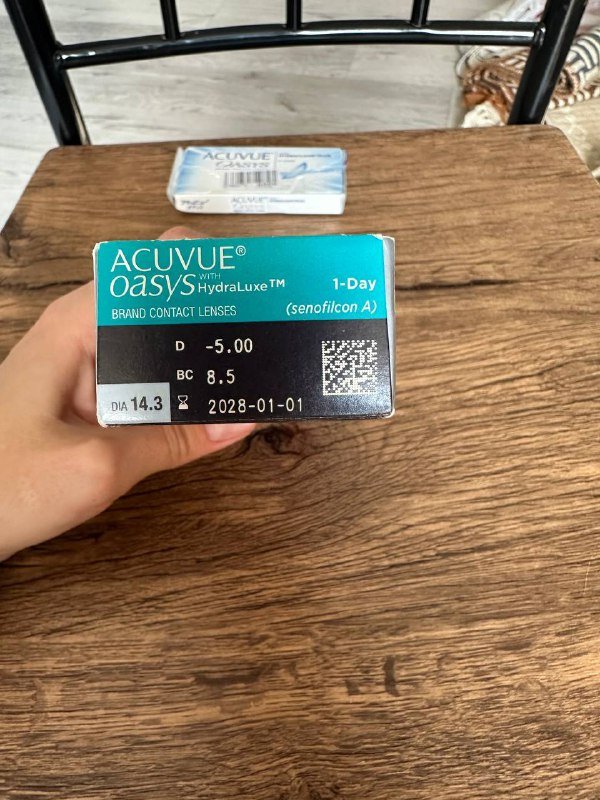 ACUVUE
OASYS
ACUVUE®
oasys WITH HydraLuxe™ 1-Day
BRAND CONTACT LENSES (senofilcon A)
D -5.00
BC 8.5
DIA 14.3 2028-01-01